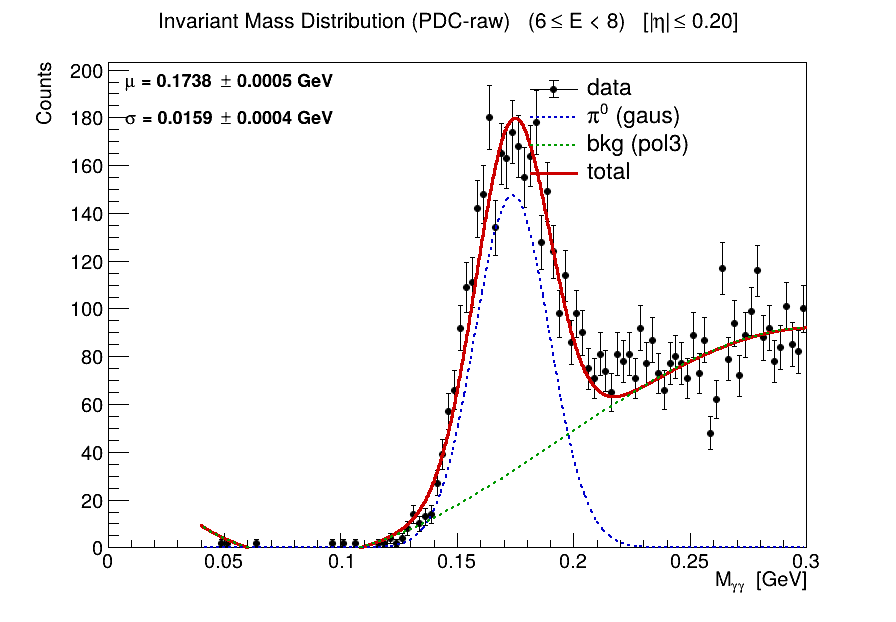 Invariant Mass Distribution (PDC-raw) (6 ≤ E < 8) [|η| ≤ 0.20]
Counts
μ = 0.1738 ± 0.0005 GeV
σ = 0.0159 ± 0.0004 GeV
data
π⁰ (gaus)
bkg (pol3)
total
200
180
160
140
120
100
80
60
40
20
0
0 0.05 0.1 0.15 0.2 0.25 0.3
Mγγ [GeV]